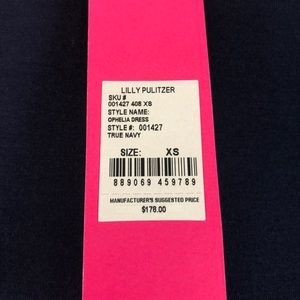 LILLY PULITZER
SKU #
001427 408 XS
STYLE NAME:
OPHELIA DRESS
STYLE #: 001427
TRUE NAVY
SIZE: XS
889069 459789
MANUFACTURER'S SUGGESTED PRICE
$178.00